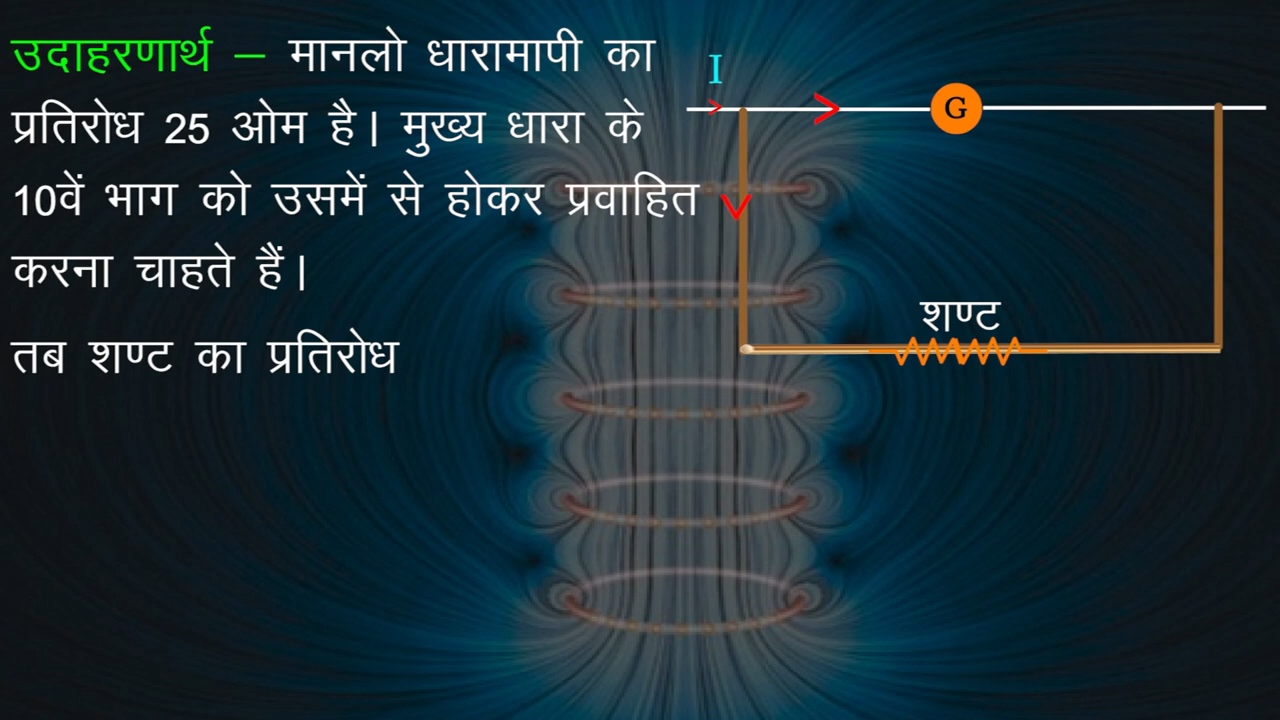 उदाहरणार्थ – मानलो धारामापी का
प्रतिरोध 25 ओम है। मुख्य धारा के
10वें भाग को उसमें से होकर प्रवाहित
करना चाहते हैं।
तब शण्ट का प्रतिरोध
I
G
शण्ट